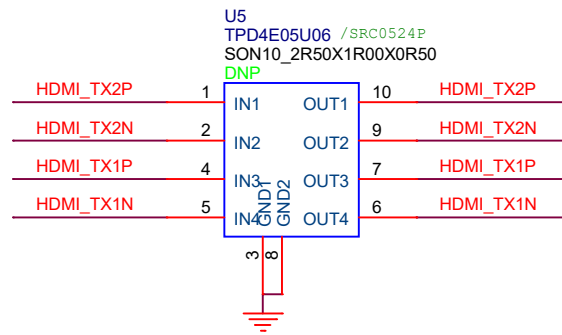 U5
TPD4E05U06 /SRC0524P
SON10_2R50X1R00X0R50
DNP
HDMI_TX2P 1 IN1 OUT1 10 HDMI_TX2P
HDMI_TX2N 2 IN2 OUT2 9 HDMI_TX2N
HDMI_TX1P 4 IN3 OUT3 7 HDMI_TX1P
HDMI_TX1N 5 IN4 OUT4 6 HDMI_TX1N
GND1
GND2
3
8